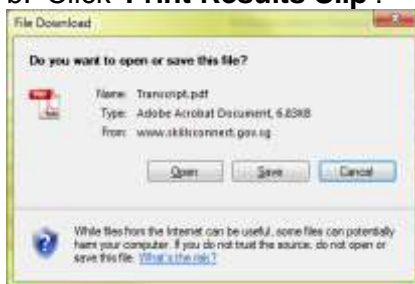 b. Click 'Print Results Slip'.
File Download
Do you want to open or save this file?
Name: Transcript.pdf
Type: Adobe Acrobat Document, 6.83KB
From: www.skillsconnect.gov.sg
Open Save Cancel
While files from the Internet can be useful, some files can potentially
harm your computer. If you do not trust the source, do not open or
save this file. What's the risk?